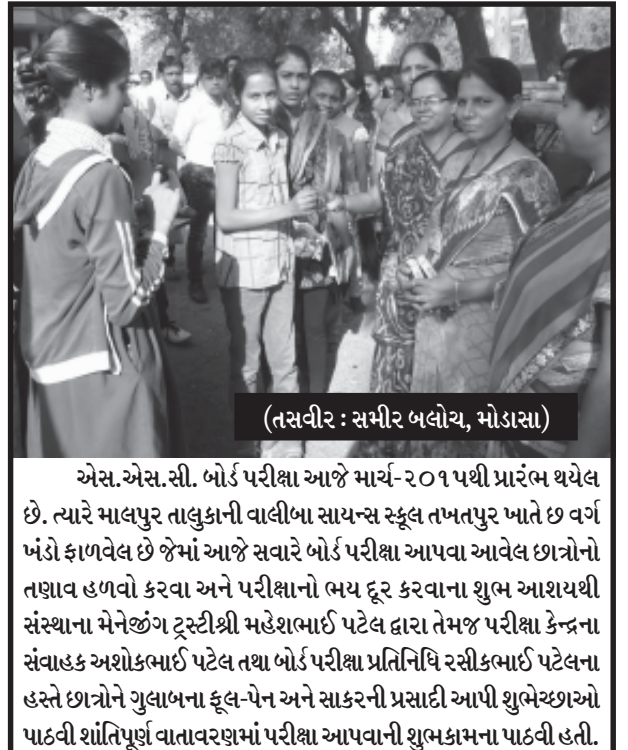 (તસવીર : સમીર બલોચ, મોડાસા)
એસ.એસ.સી. બોર્ડ પરીક્ષા આજે માર્ચ-૨૦૧૫થી પ્રારંભ થયેલ
છે. ત્યારે માલપુર તાલુકાની વાલીબા સાયન્સ સ્કૂલ તખતપુર ખાતે છ વર્ગ
ખંડો ફાળવેલ છે જેમાં આજે સવારે બોર્ડ પરીક્ષા આપવા આવેલ છાત્રોનો
તણાવ હળવો કરવા અને પરીક્ષાનો ભય દૂર કરવાના શુભ આશયથી
સંસ્થાના મેનેજીંગ ટ્રસ્ટીશ્રી મહેશભાઈ પટેલ દ્વારા તેમજ પરીક્ષા કેન્દ્રના
સંવાહક અશોકભાઈ પટેલ તથા બોર્ડ પરીક્ષા પ્રતિનિધિ રસીકભાઈ પટેલના
હસ્તે છાત્રોને ગુલાબના ફૂલ-પેન અને સાકરની પ્રસાદી આપી શુભેચ્છાઓ
પાઠવી શાંતિપૂર્ણ વાતાવરણમાં પરીક્ષા આપવાની શુભકામના પાઠવી હતી.